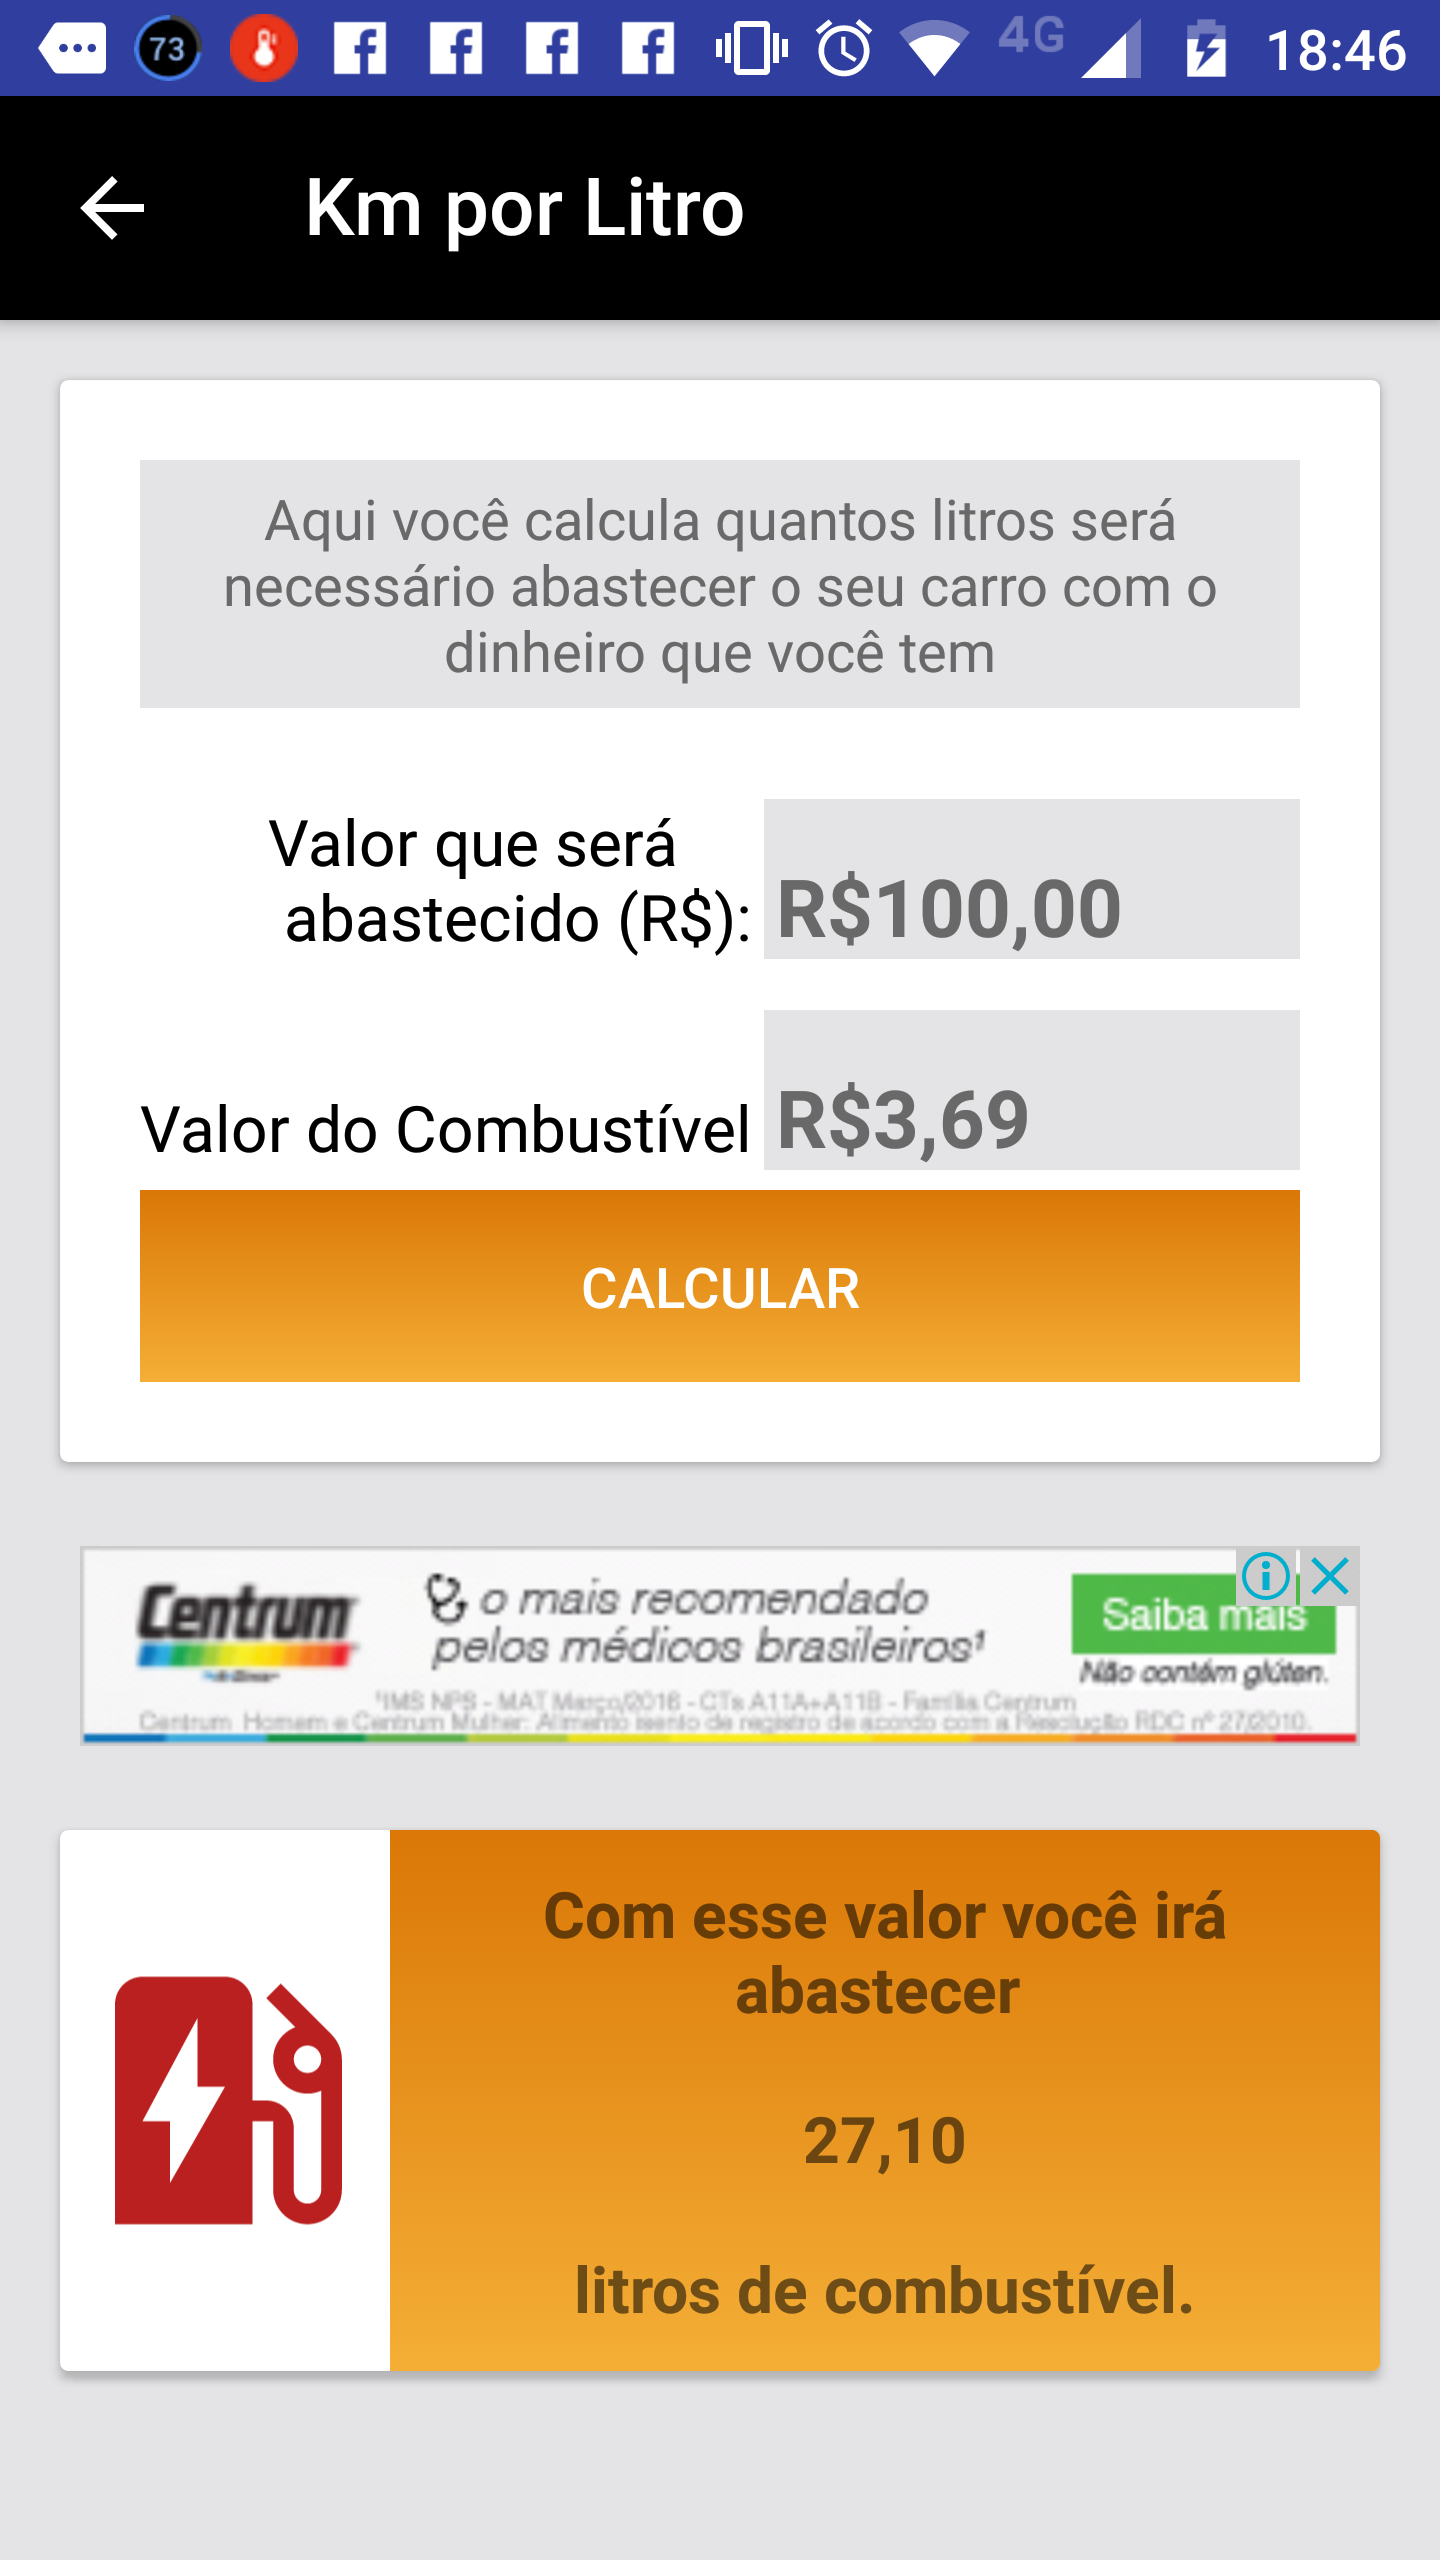 73
4G
18:46
Km por Litro
Aqui você calcula quantos litros será
necessário abastecer o seu carro com o
dinheiro que você tem
Valor que será
abastecido (R$):
R$100,00
Valor do Combustível
R$3,69
CALCULAR
Centrum
o mais recomendado
pelos médicos brasileiros¹
Saiba mais
Não contém glúten.
¹IMS NPS - MAT Março/2016 - CTs A11A+A11B - Família Centrum
Centrum Homem e Centrum Mulher: Alimento isento de registro de acordo com a Resolução RDC nº 27/2010.
Com esse valor você irá
abastecer
27,10
litros de combustível.